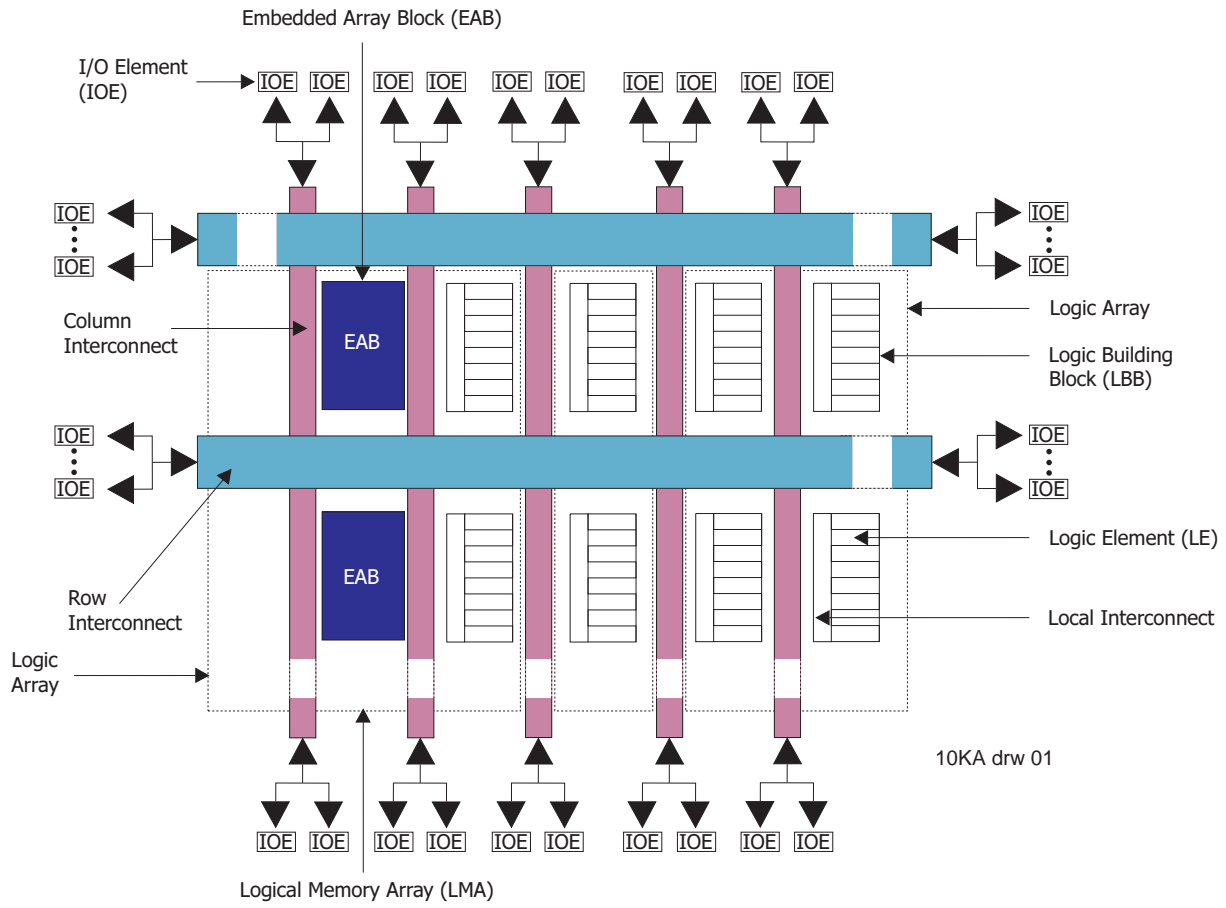 Embedded Array Block (EAB)
I/O Element
(IOE)
IOE IOE IOE IOE IOE IOE IOE IOE IOE IOE
IOE IOE
IOE IOE
Column
Interconnect
EAB
Logic Array
Logic Building
Block (LBB)
IOE IOE
IOE IOE
EAB
Logic Element (LE)
Row
Interconnect
Local Interconnect
Logic
Array
10KA drw 01
IOE IOE IOE IOE IOE IOE IOE IOE IOE IOE
Logical Memory Array (LMA)